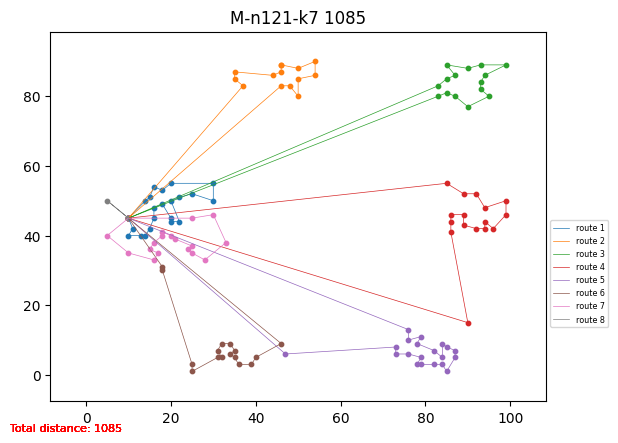 M-n121-k7 1085
80
60
40
20
0
0 20 40 60 80 100
route 1
route 2
route 3
route 4
route 5
route 6
route 7
route 8
Total distance: 1085